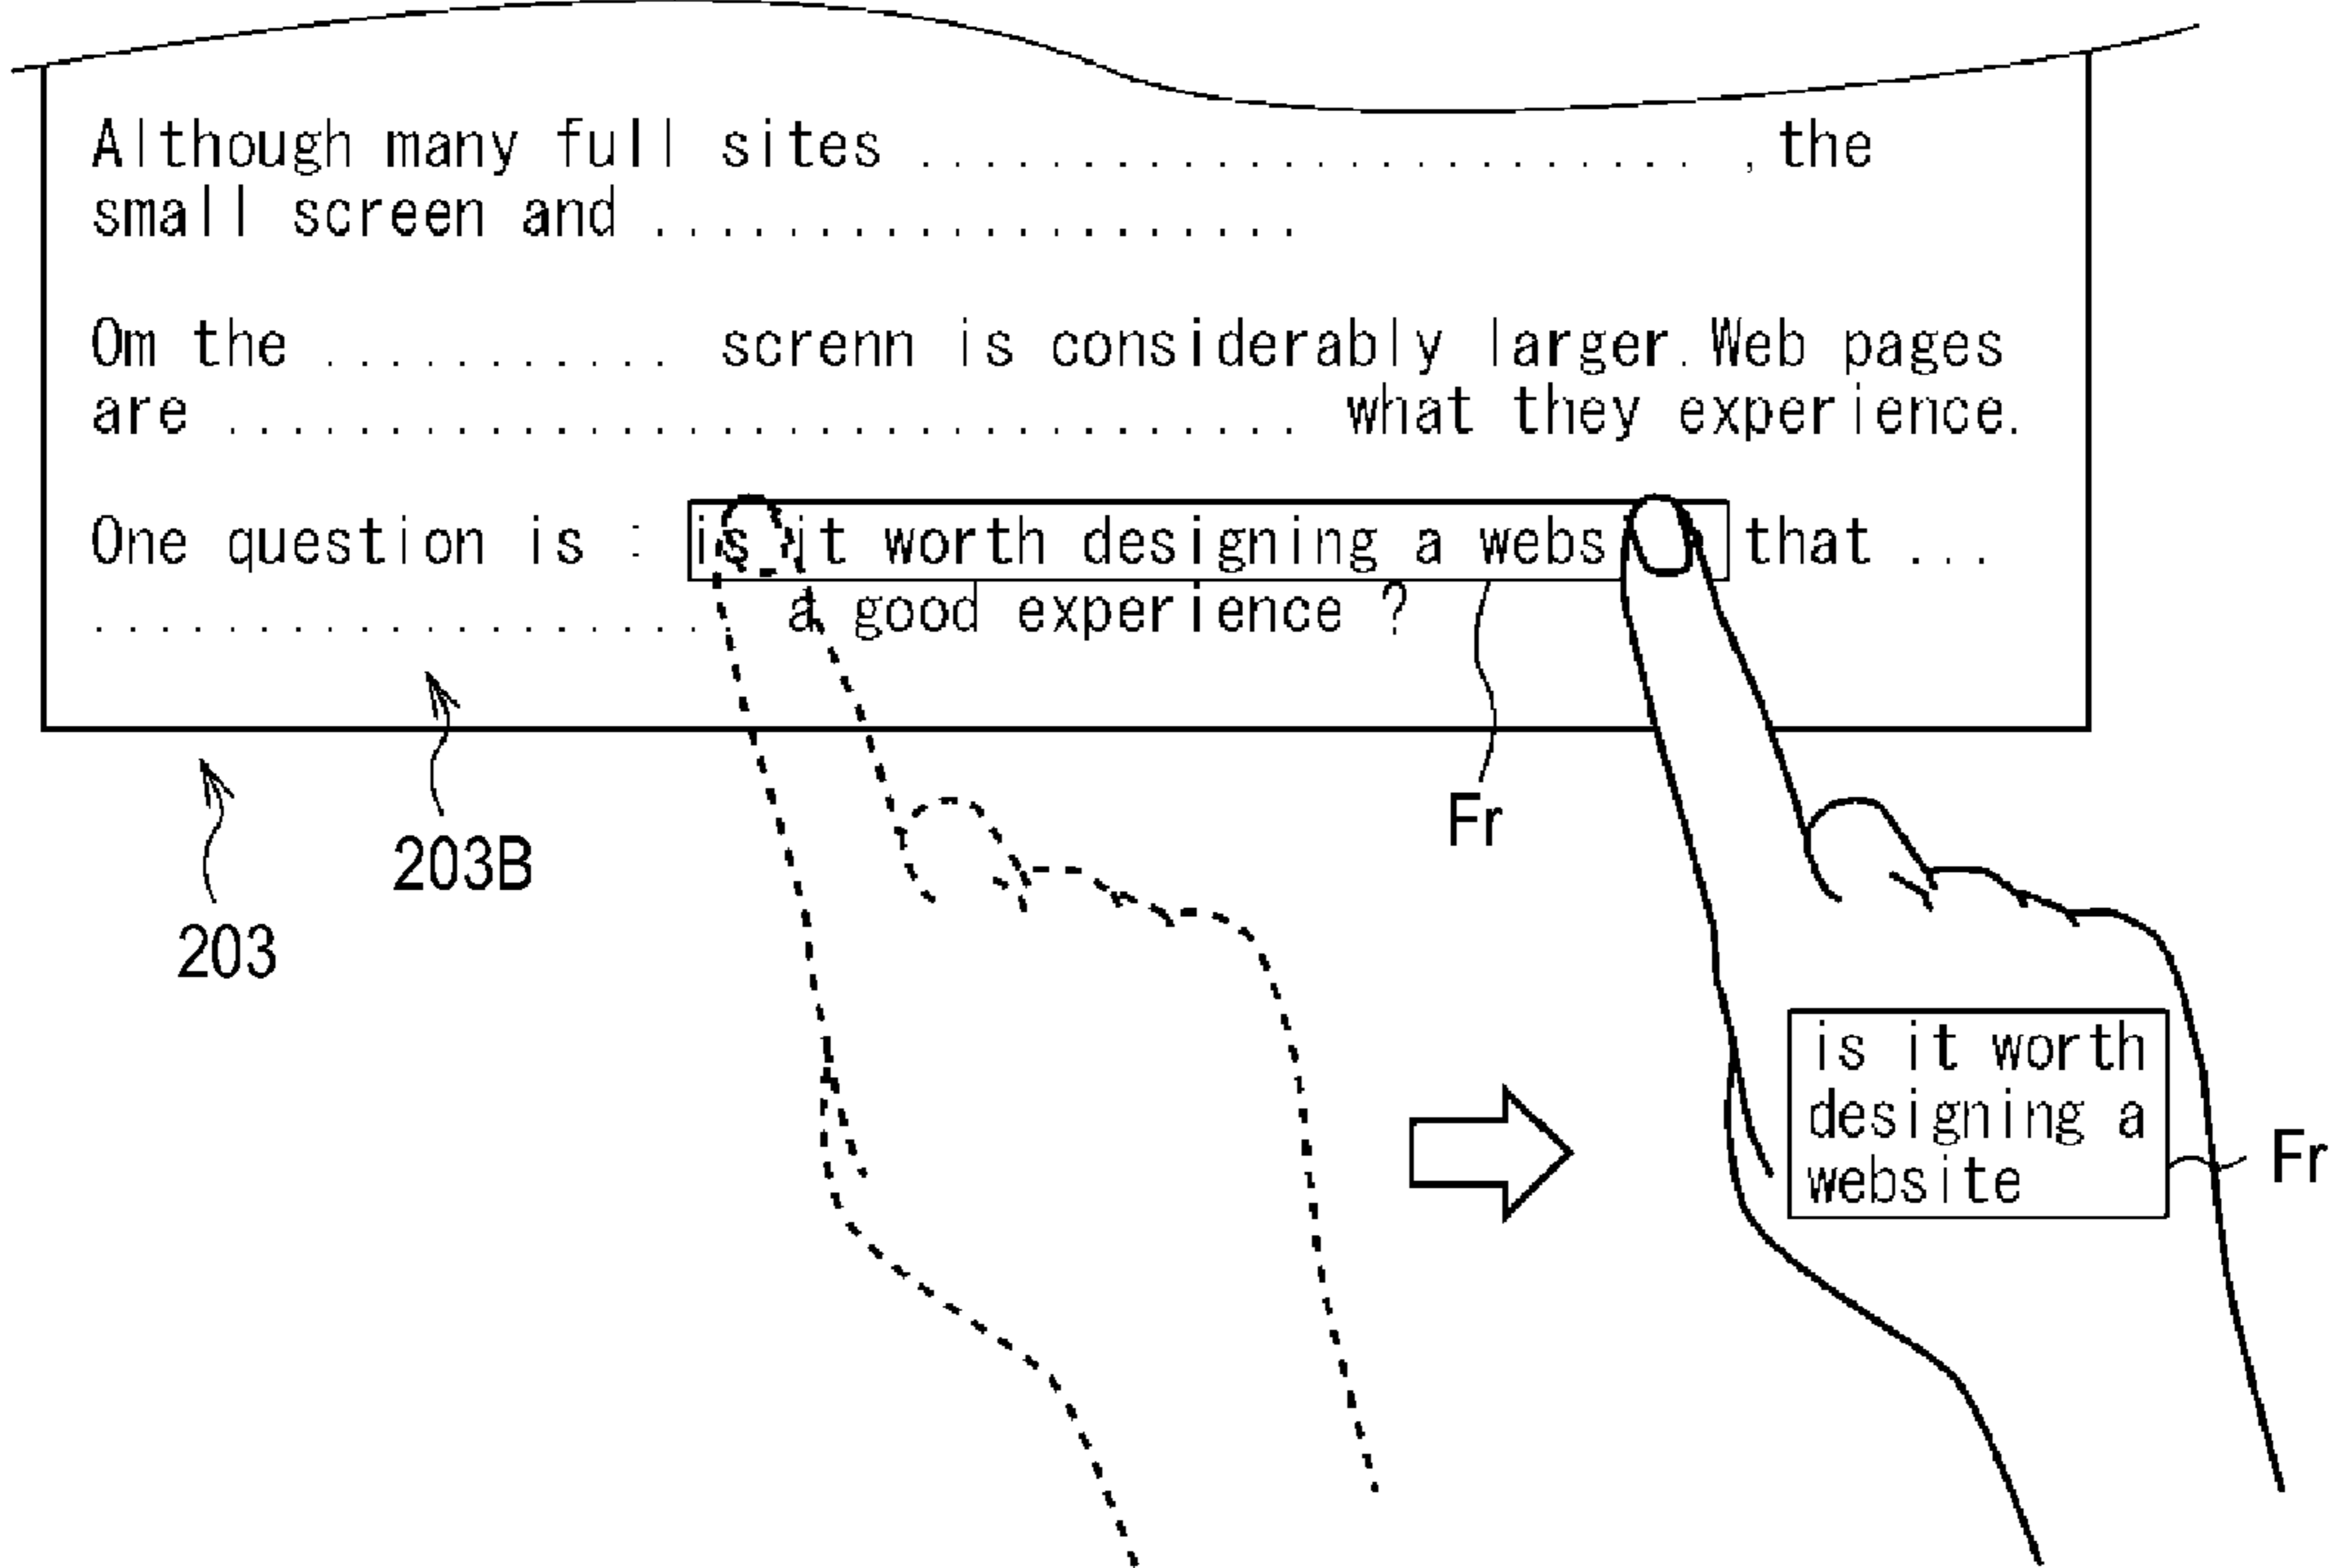 Although many full sites ........................ , the
small screen and ....................
Om the ........... screnn is considerably larger. Web pages
are ................................. what they experience.
One question is : is it worth designing a webs that ...
.................... a good experience ?
203B
Fr
203
is it worth
designing a
website
Fr